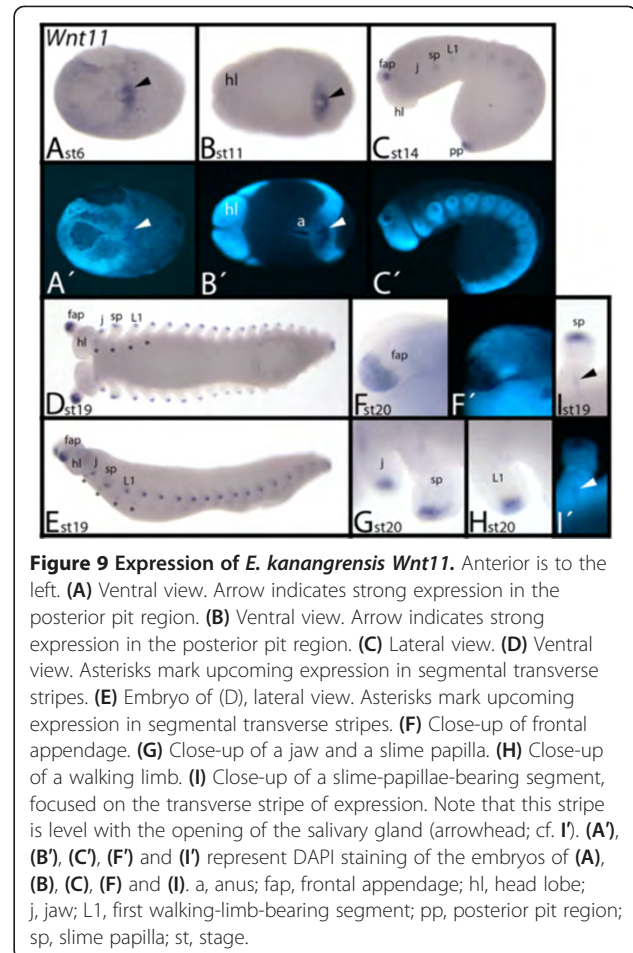 Wnt11
hl
fap
j
sp
L1
hl
pp
A st6
B st11
C st14
hl
a
A´
B´
C´
fap
j
sp
L1
hl
D st19
fap
F st20
F´
sp
I st19
fap
hl
j
sp
L1
E st19
j
sp
G st20
L1
H st20
I´
Figure 9 Expression of E. kanangrensis Wnt11. Anterior is to the
left. (A) Ventral view. Arrow indicates strong expression in the
posterior pit region. (B) Ventral view. Arrow indicates strong
expression in the posterior pit region. (C) Lateral view. (D) Ventral
view. Asterisks mark upcoming expression in segmental transverse
stripes. (E) Embryo of (D), lateral view. Asterisks mark upcoming
expression in segmental transverse stripes. (F) Close-up of frontal
appendage. (G) Close-up of a jaw and a slime papilla. (H) Close-up
of a walking limb. (I) Close-up of a slime-papillae-bearing segment,
focused on the transverse stripe of expression. Note that this stripe
is level with the opening of the salivary gland (arrowhead; cf. I′). (A′),
(B′), (C′), (F′) and (I′) represent DAPI staining of the embryos of (A),
(B), (C), (F) and (I). a, anus; fap, frontal appendage; hl, head lobe;
j, jaw; L1, first walking-limb-bearing segment; pp, posterior pit region;
sp, slime papilla; st, stage.